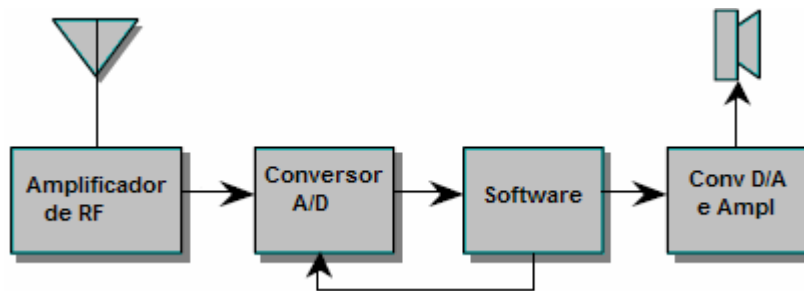 Amplificador
de RF
Conversor
A/D
Software
Conv D/A
e Ampl